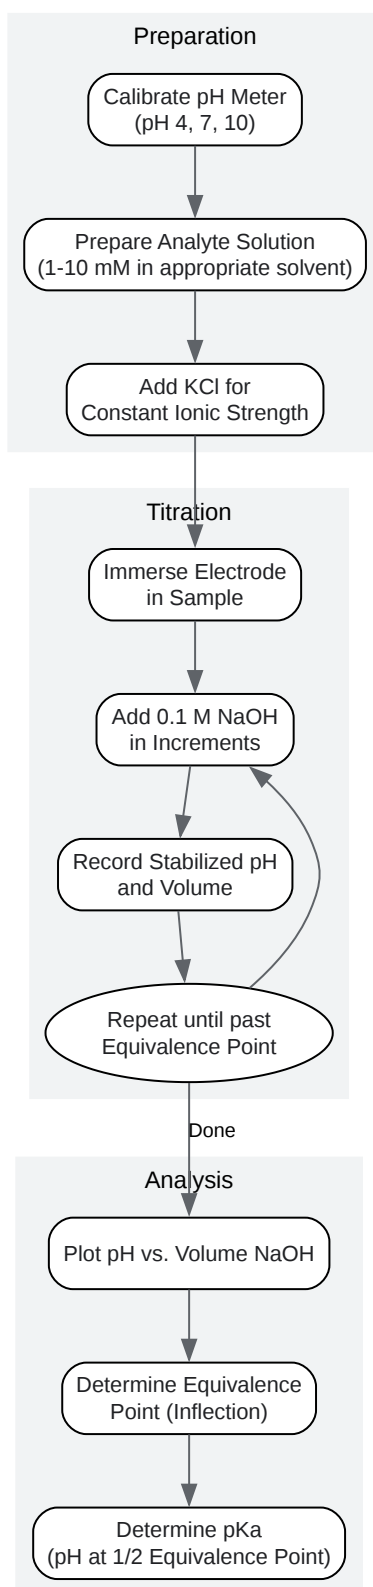 Preparation
Calibrate pH Meter
(pH 4, 7, 10)
Prepare Analyte Solution
(1-10 mM in appropriate solvent)
Add KCl for
Constant Ionic Strength
Titration
Immerse Electrode
in Sample
Add 0.1 M NaOH
in Increments
Record Stabilized pH
and Volume
Repeat until past
Equivalence Point
Done
Analysis
Plot pH vs. Volume NaOH
Determine Equivalence
Point (Inflection)
Determine pKa
(pH at 1/2 Equivalence Point)